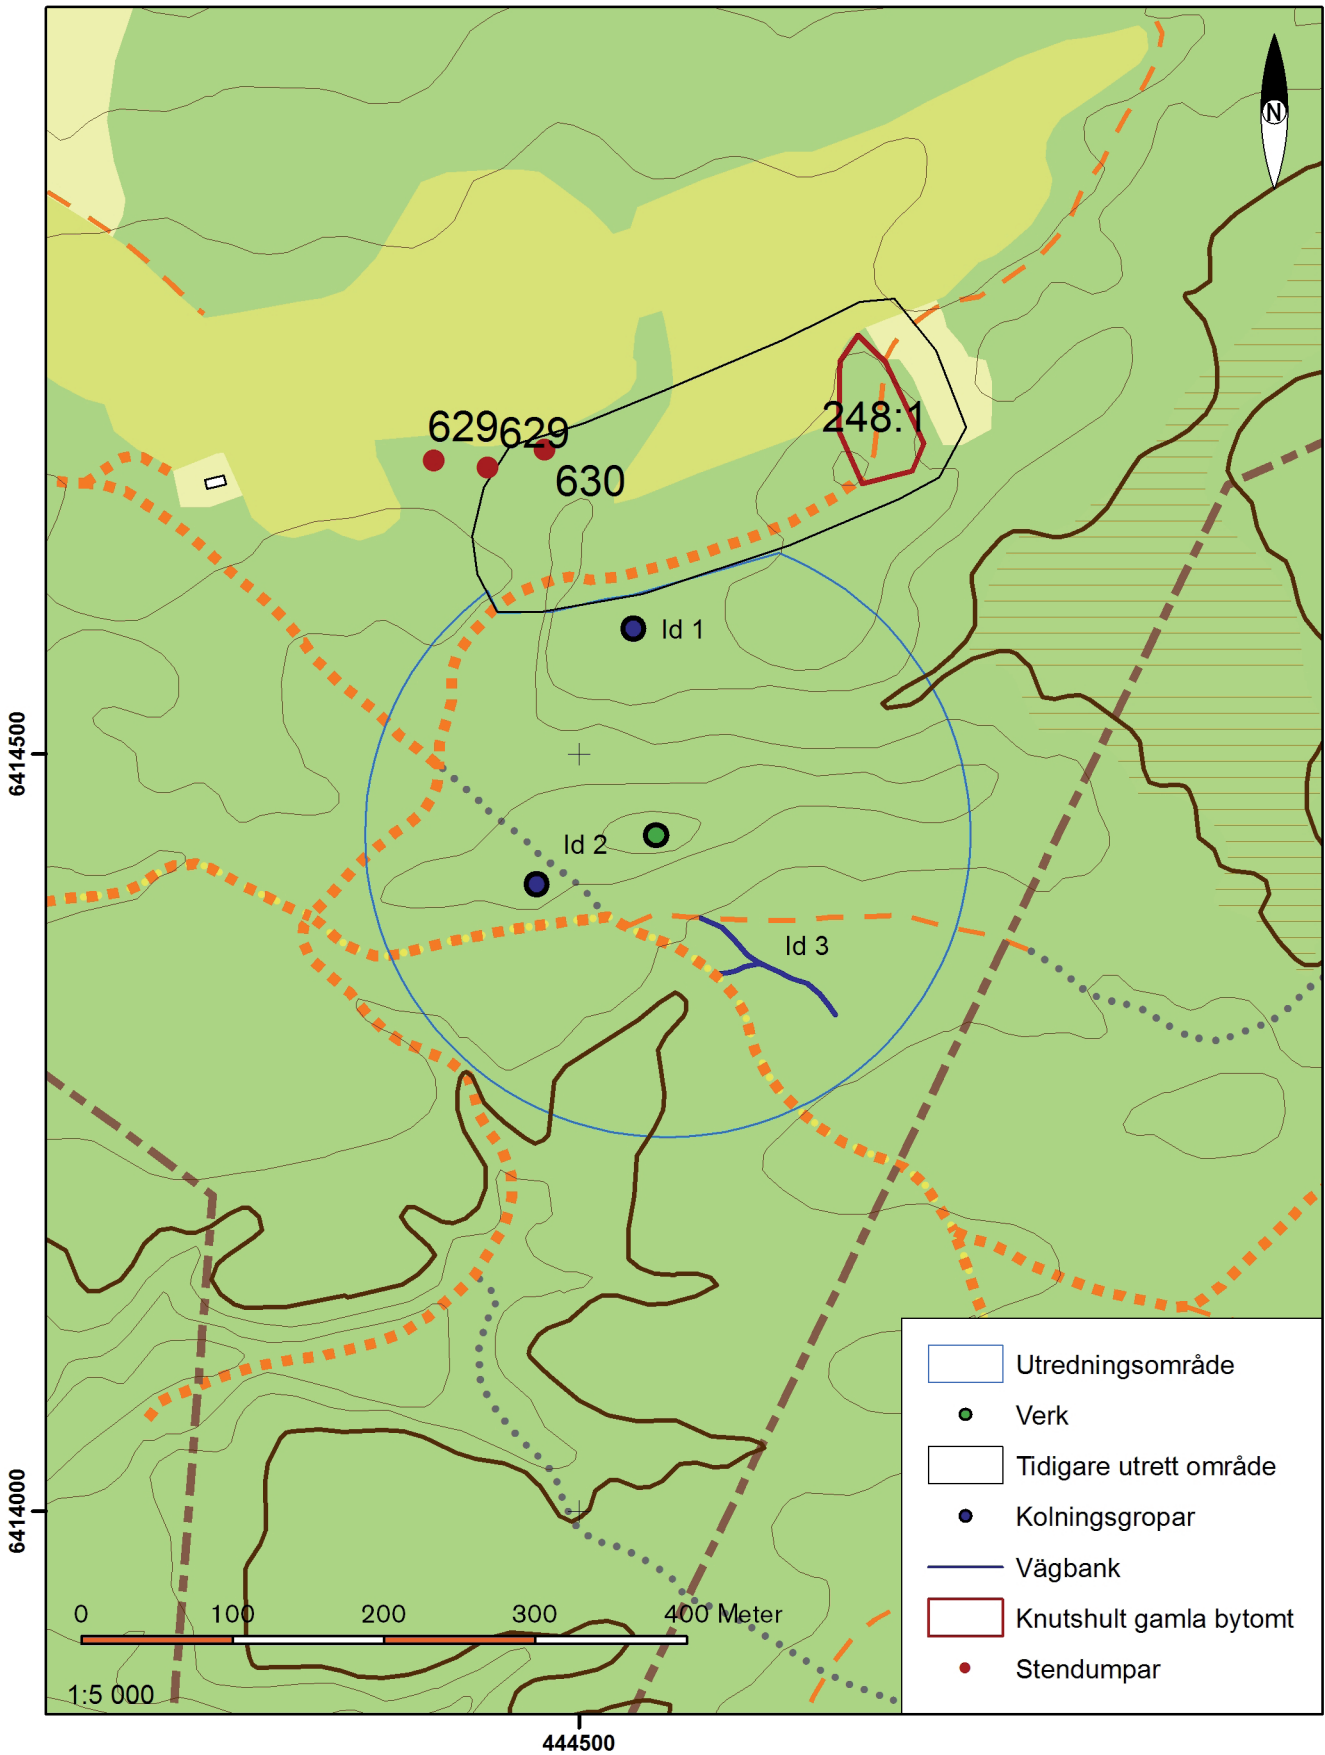 N
248:1
629
629
630
Id 1
6414500
Id 2
Id 3
Utredningsområde
Verk
Tidigare utrett område
Kolningsgropar
Vägbank
Knutshult gamla bytomt
Stendumpar
6414000
0 100 200 300 400 Meter
1:5 000
444500